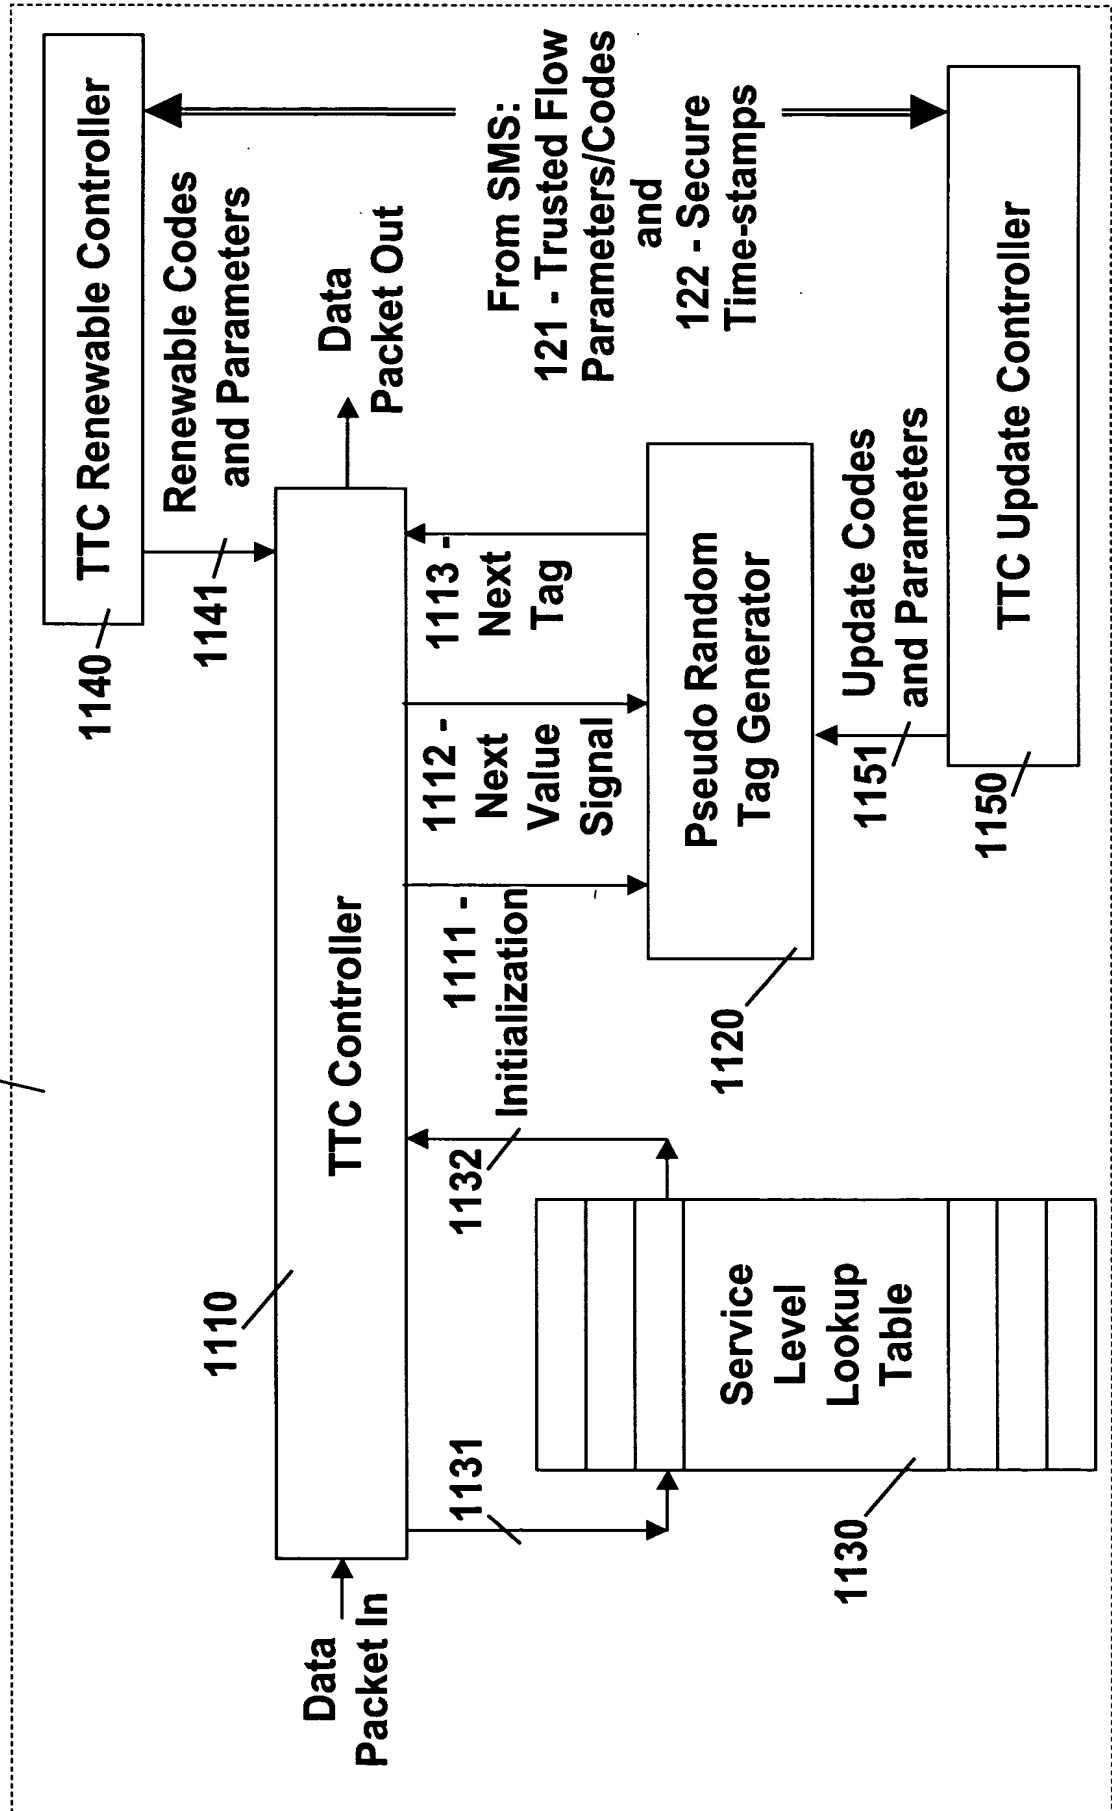 1140
TTC Renewable Controller
1141
Renewable Codes
and Parameters
1110
TTC Controller
Data
Packet In
Data
Packet Out
1131
1132
1111 -
Initialization
1112 -
Next
Value
Signal
1113 -
Next
Tag
From SMS:
121 - Trusted Flow
Parameters/Codes
and
122 - Secure
Time-stamps
1130
Service
Level
Lookup
Table
1120
Pseudo Random
Tag Generator
1151
Update Codes
and Parameters
1150
TTC Update Controller